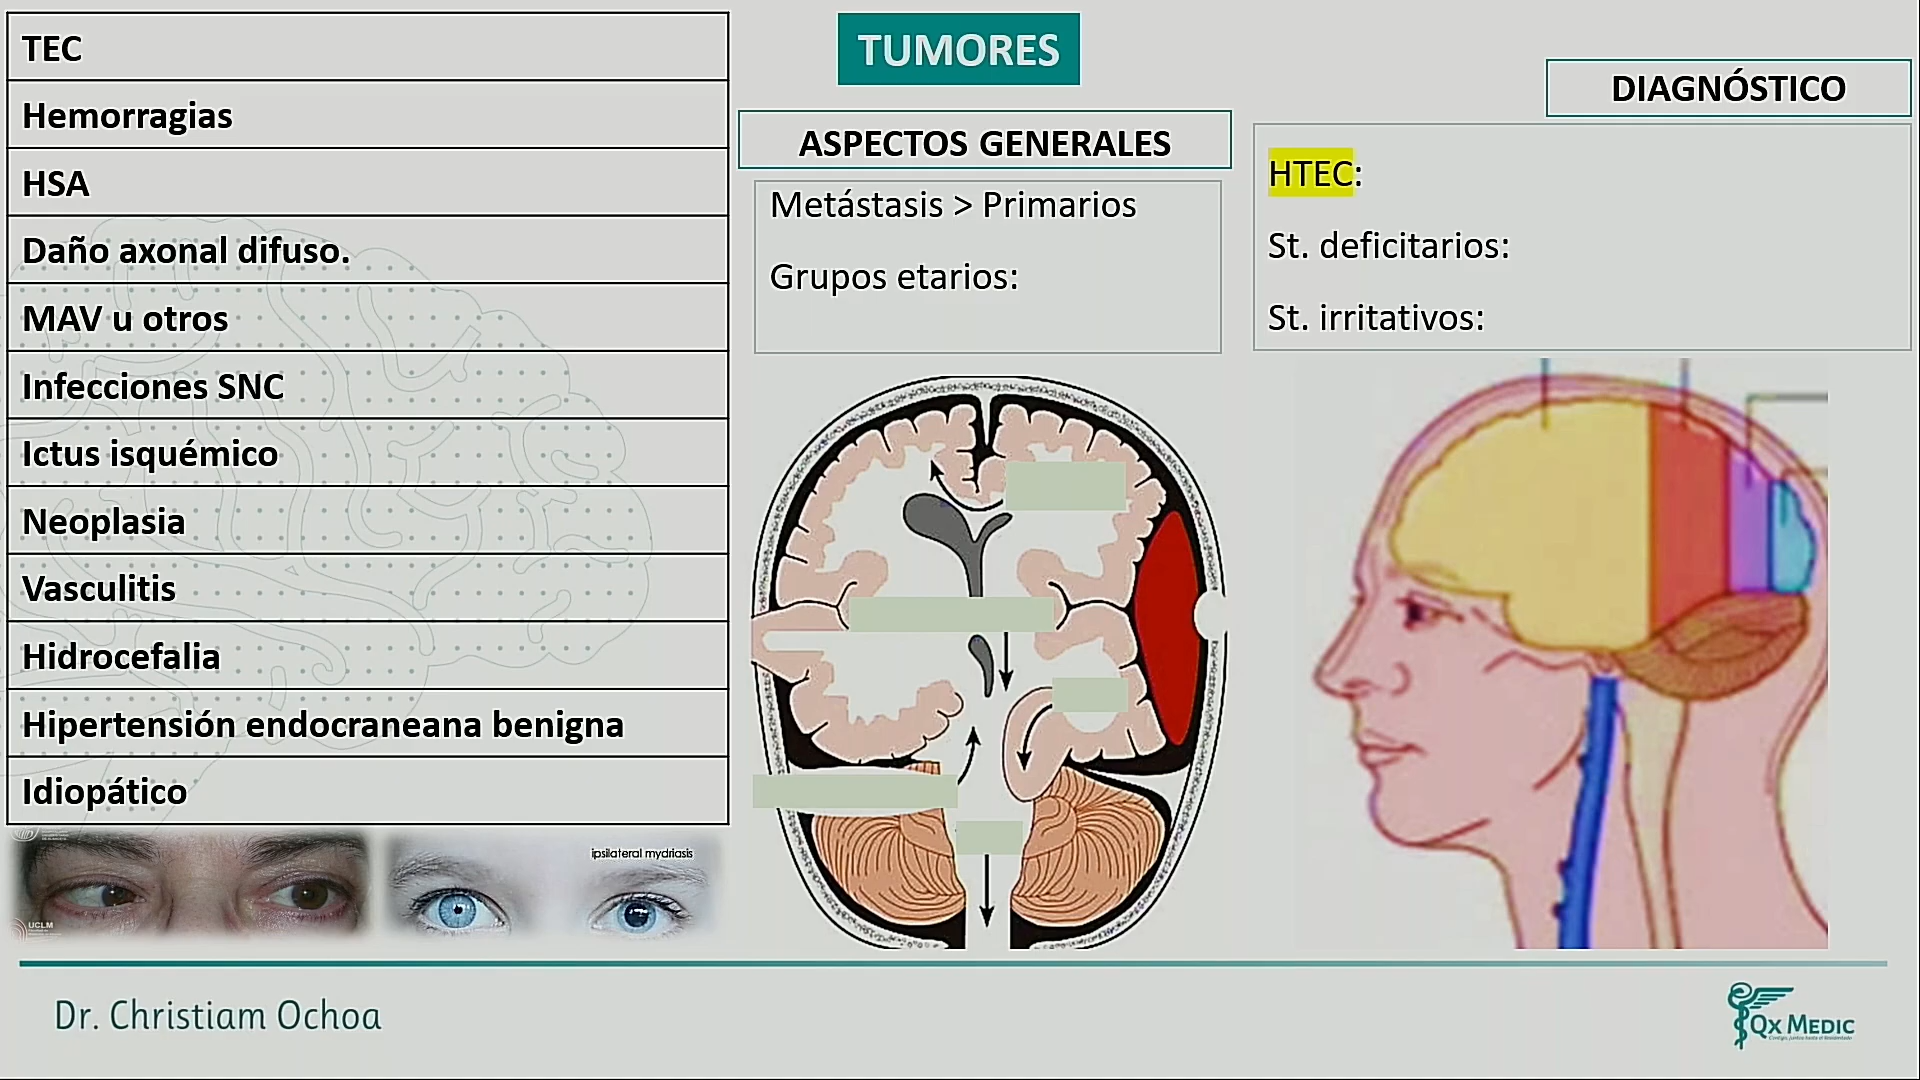 TEC
Hemorragias
HSA
Daño axonal difuso.
MAV u otros
Infecciones SNC
Ictus isquémico
Neoplasia
Vasculitis
Hidrocefalia
Hipertensión endocraneana benigna
Idiopático
UCLM
ipsilateral mydriasis
TUMORES
ASPECTOS GENERALES
Metástasis > Primarios
Grupos etarios:
DIAGNÓSTICO
HTEC:
St. deficitarios:
St. irritativos:
Dr. Christiam Ochoa
Qx MEDIC